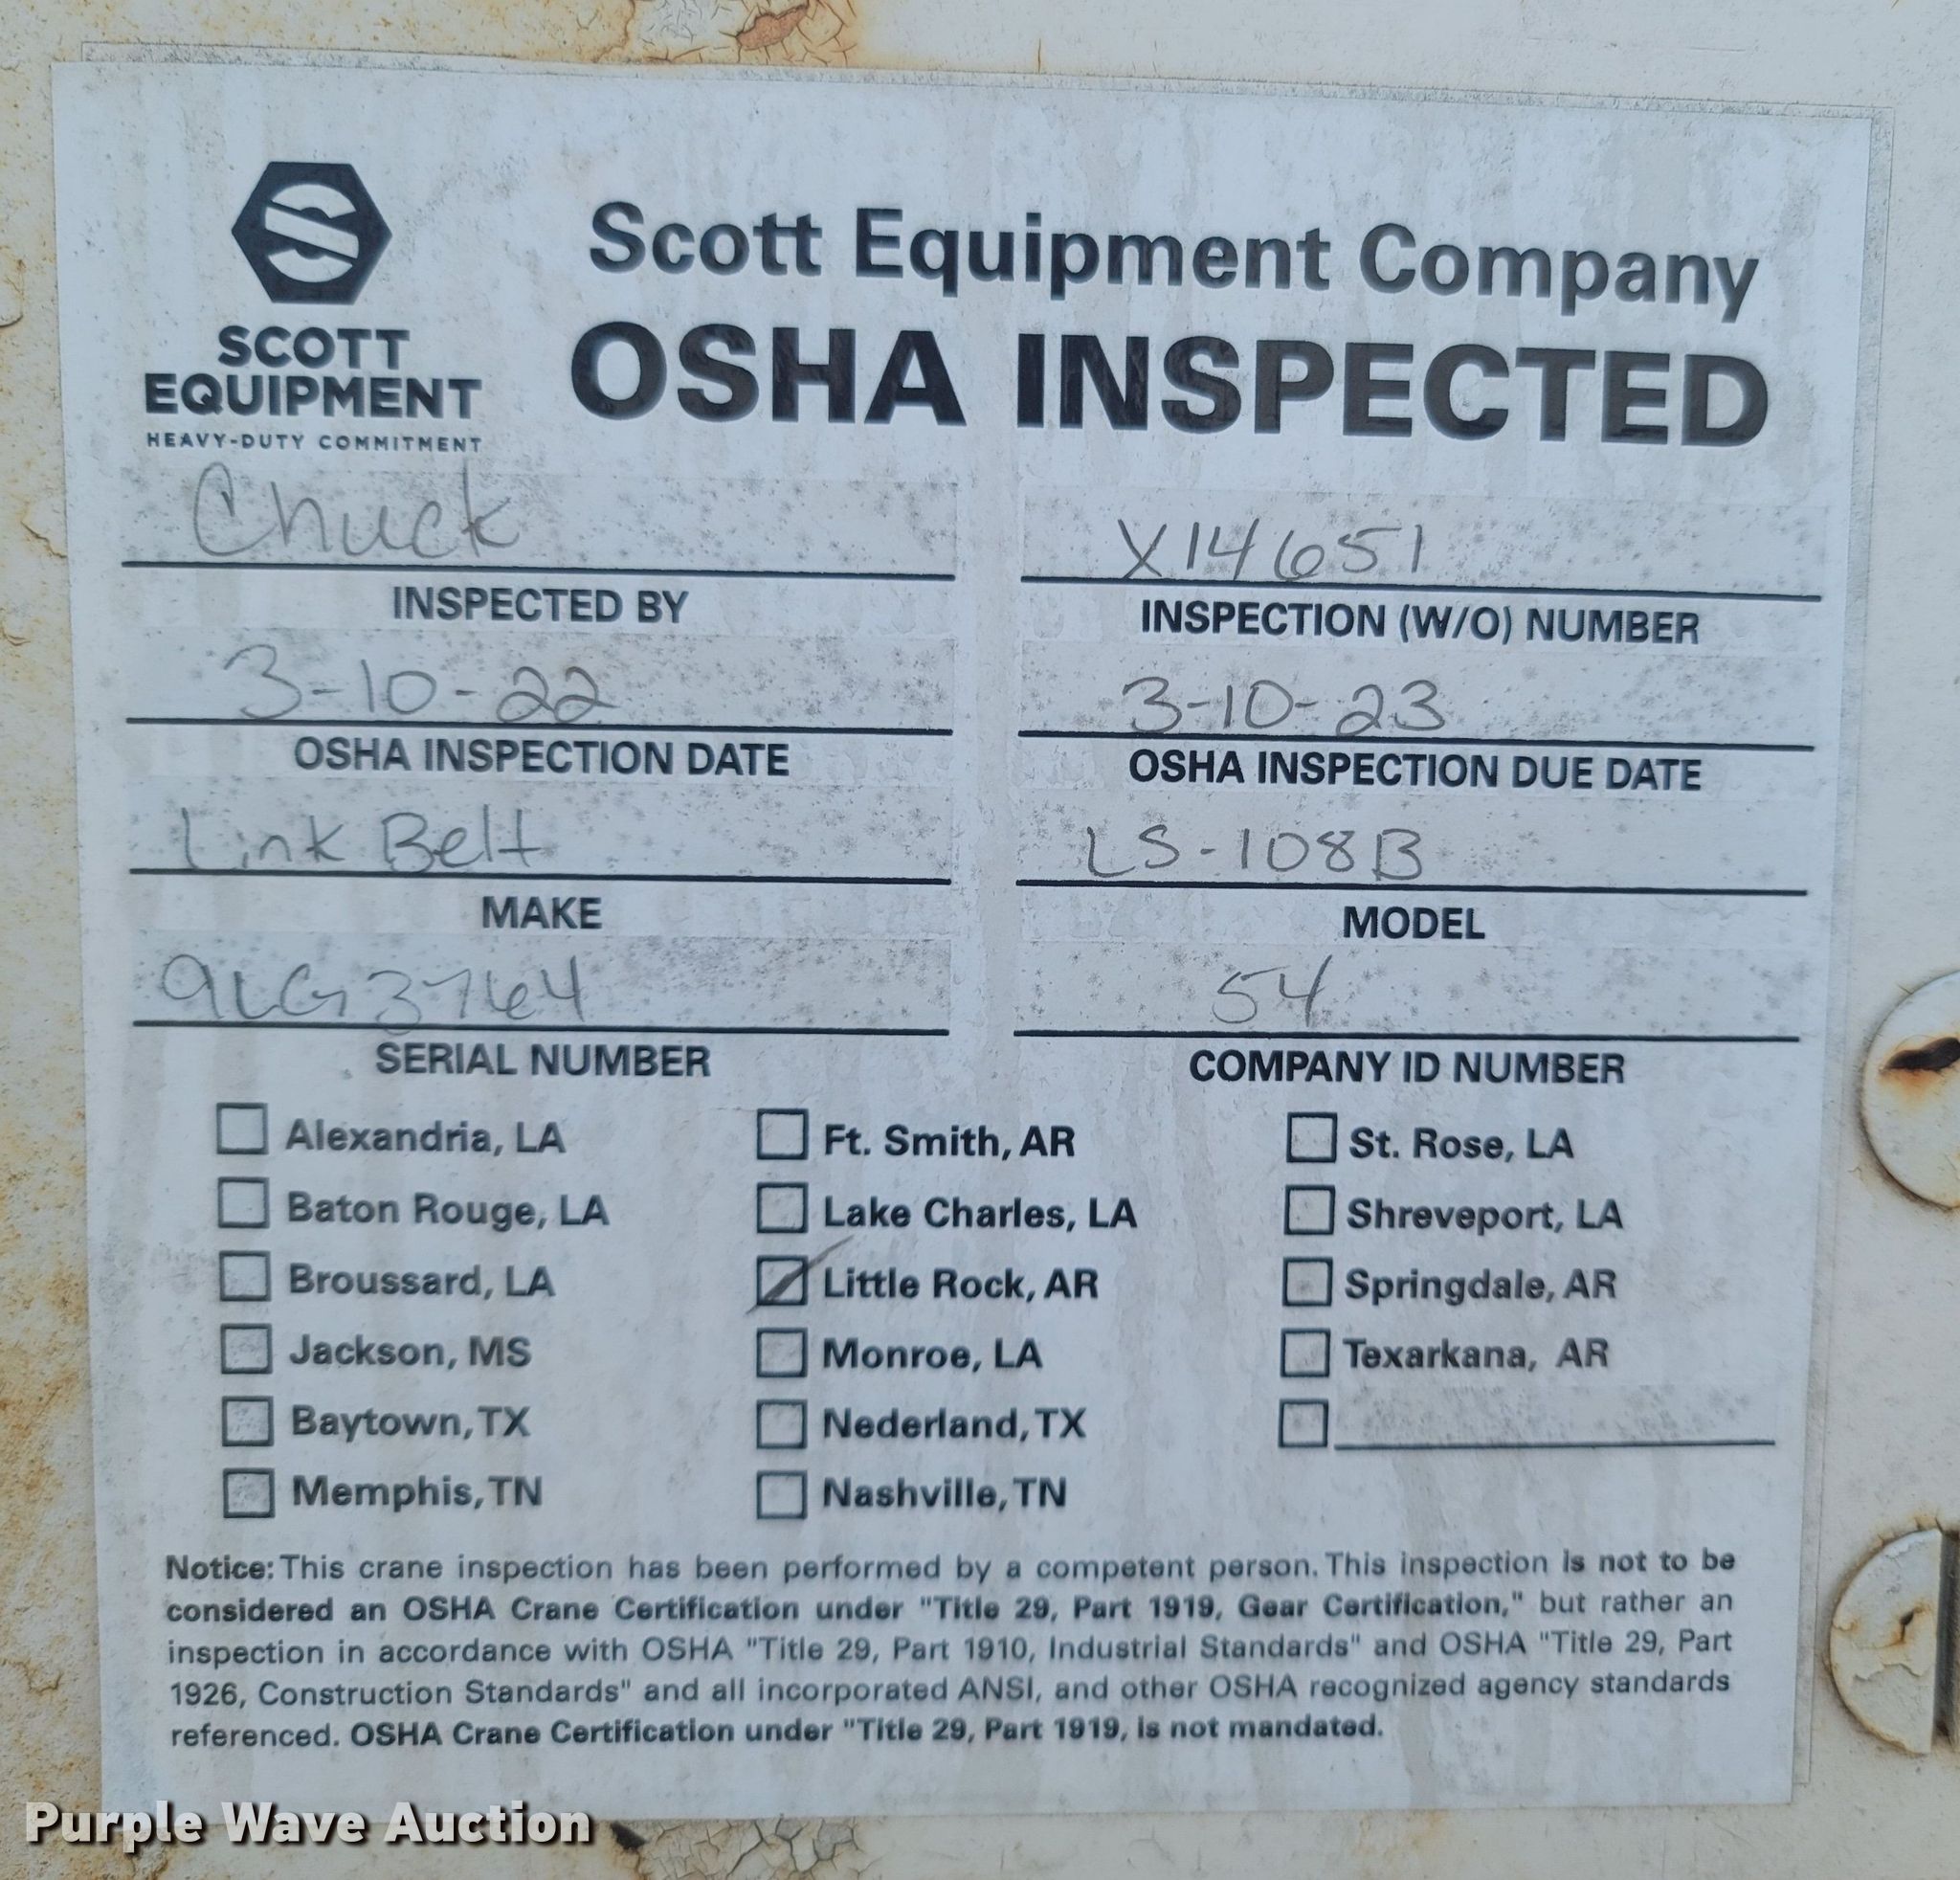 Scott Equipment Company
OSHA INSPECTED
SCOTT
EQUIPMENT
HEAVY-DUTY COMMITMENT
Chuck
INSPECTED BY
X14651
INSPECTION (W/O) NUMBER
3-10-22
OSHA INSPECTION DATE
3-10-23
OSHA INSPECTION DUE DATE
Link Belt
MAKE
LS-108B
MODEL
9LG3764
SERIAL NUMBER
54
COMPANY ID NUMBER
Alexandria, LA
Baton Rouge, LA
Broussard, LA
Jackson, MS
Baytown, TX
Memphis, TN
Ft. Smith, AR
Lake Charles, LA
Little Rock, AR
Monroe, LA
Nederland, TX
Nashville, TN
St. Rose, LA
Shreveport, LA
Springdale, AR
Texarkana, AR
Notice: This crane inspection has been performed by a competent person. This inspection is not to be
considered an OSHA Crane Certification under "Title 29, Part 1919, Gear Certification," but rather an
inspection in accordance with OSHA "Title 29, Part 1910, Industrial Standards" and OSHA "Title 29, Part
1926, Construction Standards" and all incorporated ANSI, and other OSHA recognized agency standards
referenced. OSHA Crane Certification under "Title 29, Part 1919, is not mandated.
Purple Wave Auction